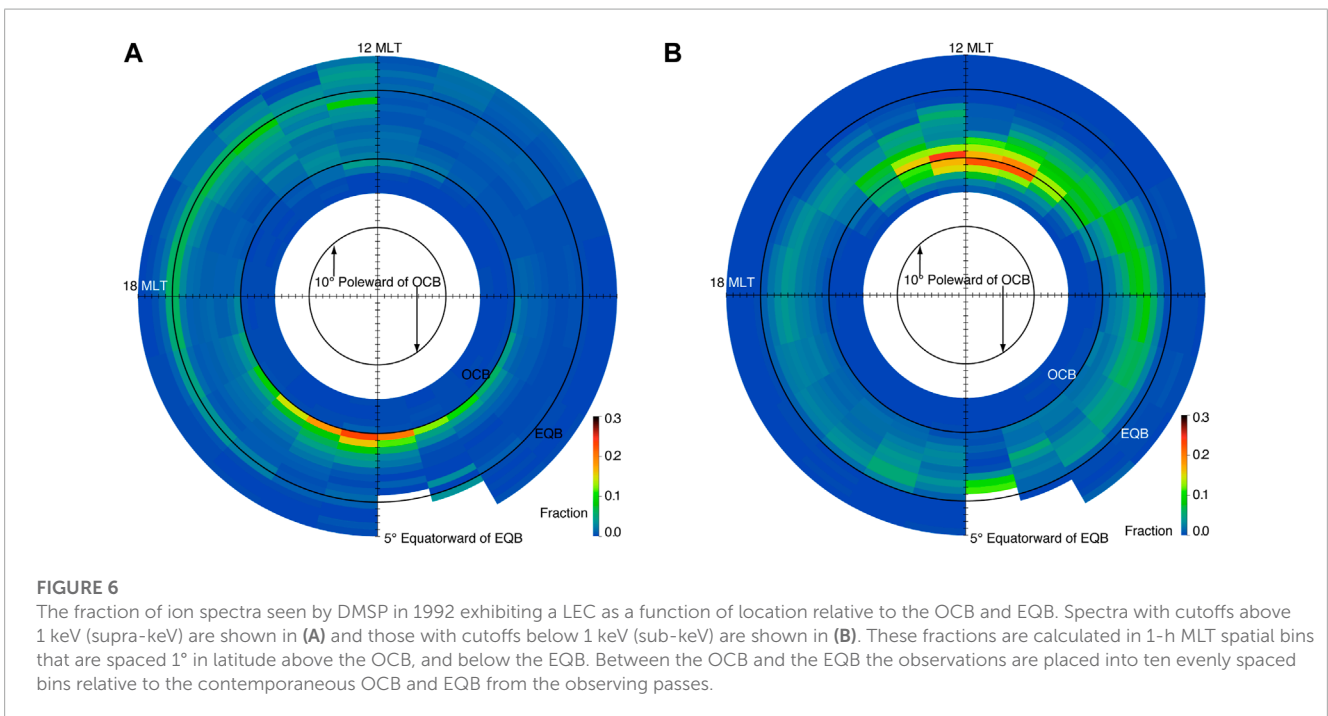 A
12 MLT
18 MLT
10° Poleward of OCB
OCB
EQB
0.3
0.2
0.1
0.0
Fraction
5° Equatorward of EQB
B
12 MLT
18 MLT
10° Poleward of OCB
OCB
EQB
0.3
0.2
0.1
0.0
Fraction
5° Equatorward of EQB
FIGURE 6
The fraction of ion spectra seen by DMSP in 1992 exhibiting a LEC as a function of location relative to the OCB and EQB. Spectra with cutoffs above
1 keV (supra-keV) are shown in (A) and those with cutoffs below 1 keV (sub-keV) are shown in (B). These fractions are calculated in 1-h MLT spatial bins
that are spaced 1° in latitude above the OCB, and below the EQB. Between the OCB and the EQB the observations are placed into ten evenly spaced
bins relative to the contemporaneous OCB and EQB from the observing passes.